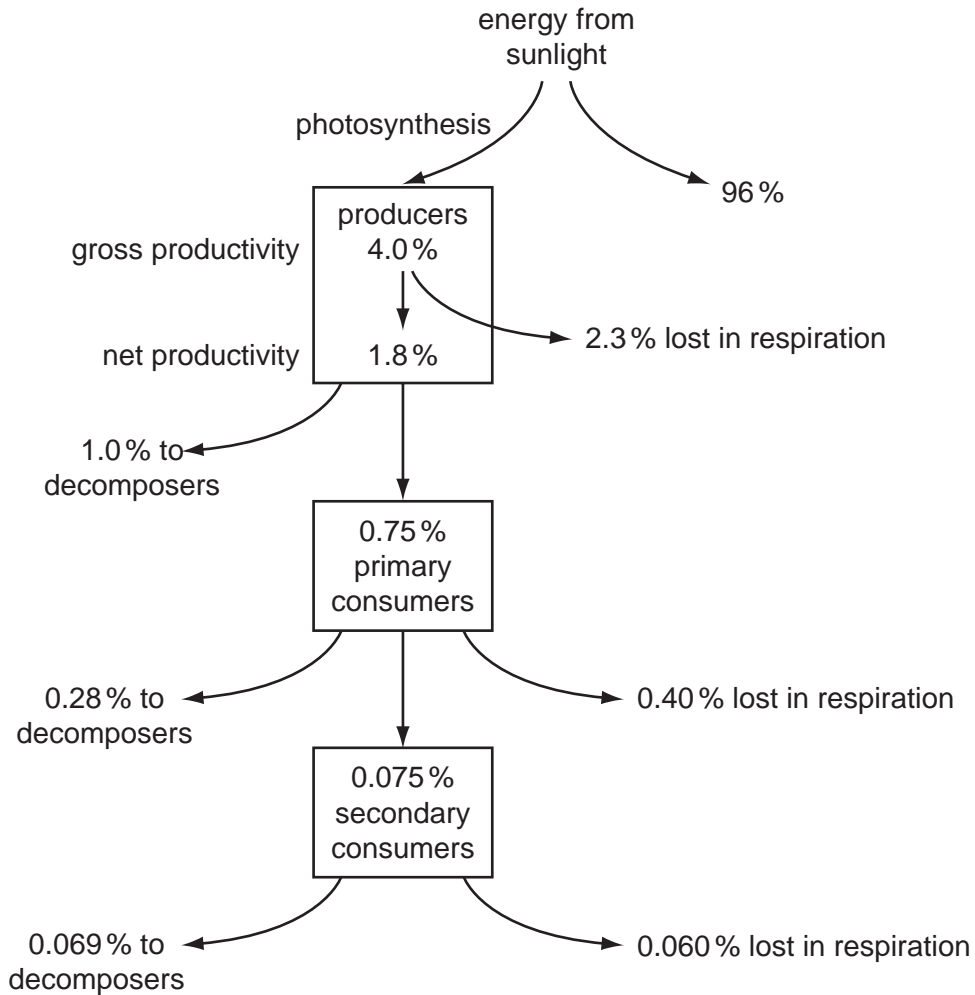 energy from
sunlight
photosynthesis
96 %
producers
gross productivity
4.0 %
2.3 % lost in respiration
net productivity
1.8 %
1.0 % to
decomposers
0.75 %
primary
consumers
0.28 % to
decomposers
0.40 % lost in respiration
0.075 %
secondary
consumers
0.069 % to
decomposers
0.060 % lost in respiration